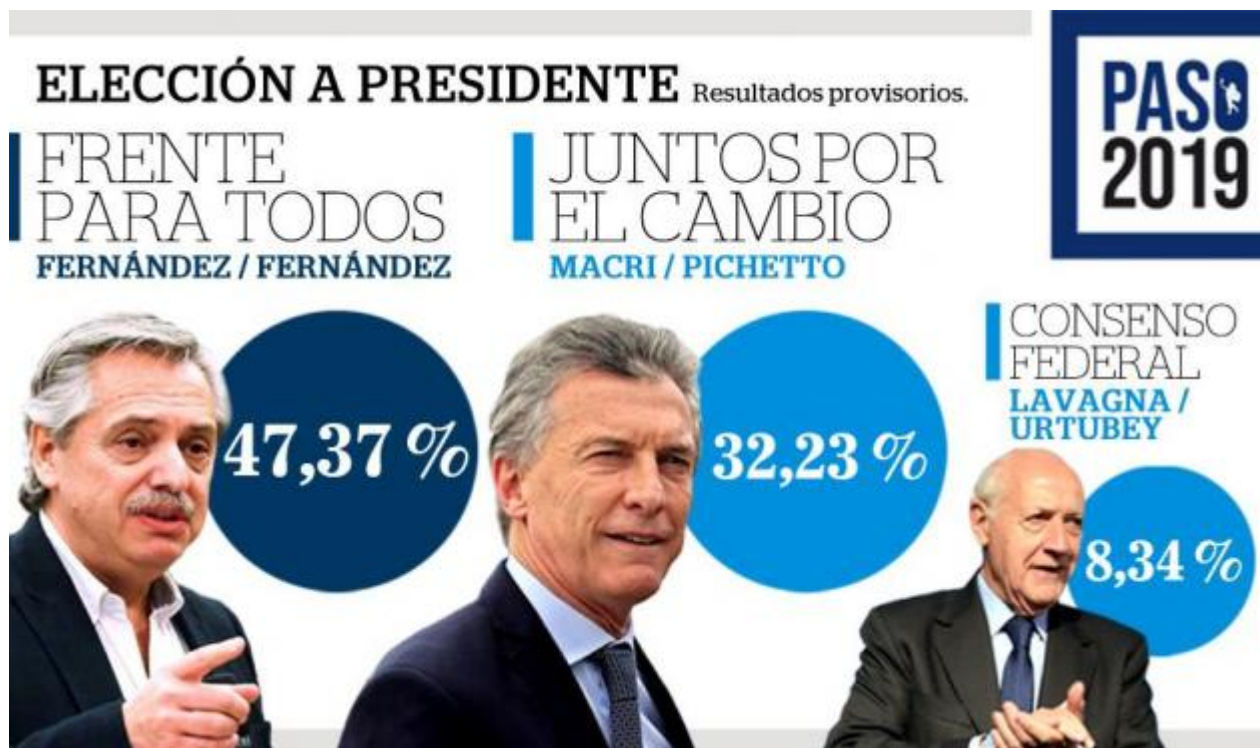 ELECCIÓN A PRESIDENTE Resultados provisorios.
PASO
2019
FRENTE
PARA TODOS
FERNÁNDEZ / FERNÁNDEZ
47,37 %
JUNTOS POR
EL CAMBIO
MACRI / PICHETTO
32,23 %
CONSENSO
FEDERAL
LAVAGNA /
URTUBEY
8,34 %